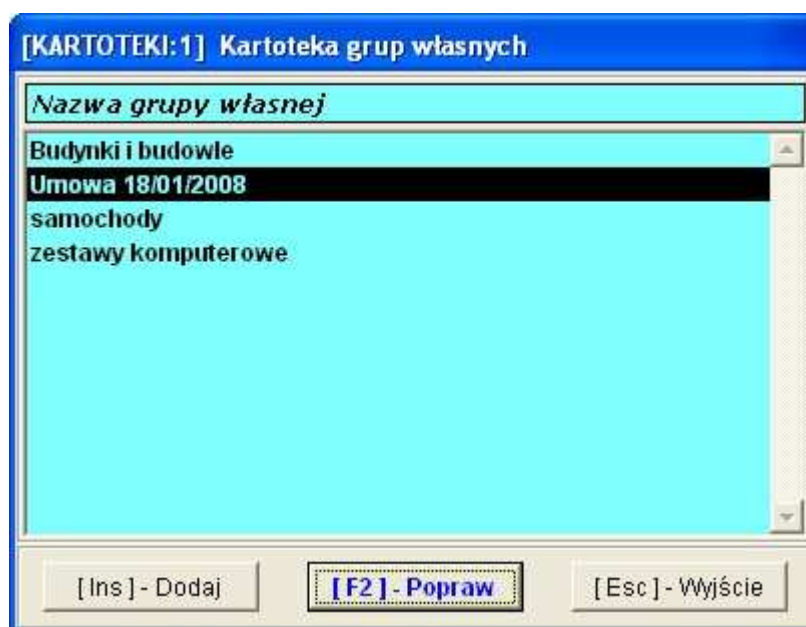 [KARTOTEKI:1] Kartoteka grup własnych
Nazwa grupy własnej
Budynki i budowle
Umowa 18/01/2008
samochody
zestawy komputerowe
[ Ins ] - Dodaj [ F2 ] - Popraw [ Esc ] - Wyjście